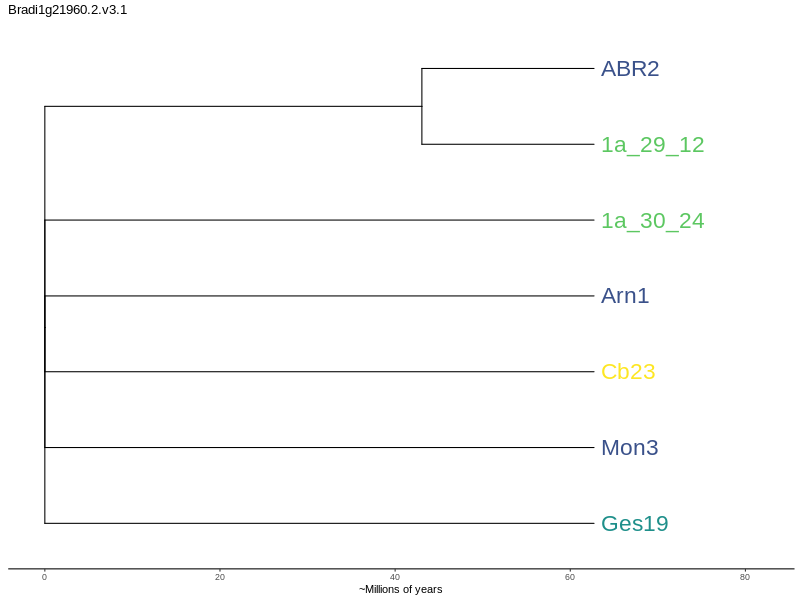 Bradi1g21960.2.v3.1
ABR2
1a_29_12
1a_30_24
Arn1
Cb23
Mon3
Ges19
0 20 40 60 80
~Millions of years